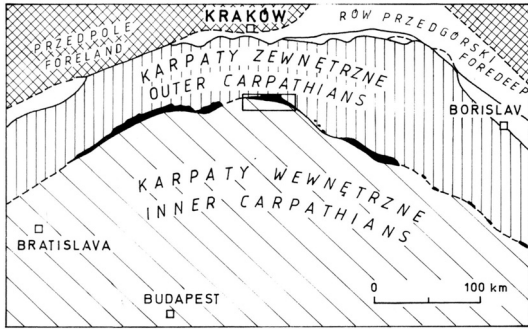 KRAKÓW
PRZEDPOLE
FORELAND
RÓW PRZEDGÓRSKI
FOREDEEP
KARPATY ZEWNĘTRZNE
OUTER CARPATHIANS
BORISLAV
KARPATY WEWNĘTRZNE
INNER CARPATHIANS
BRATISLAVA
BUDAPEST
0 100 km